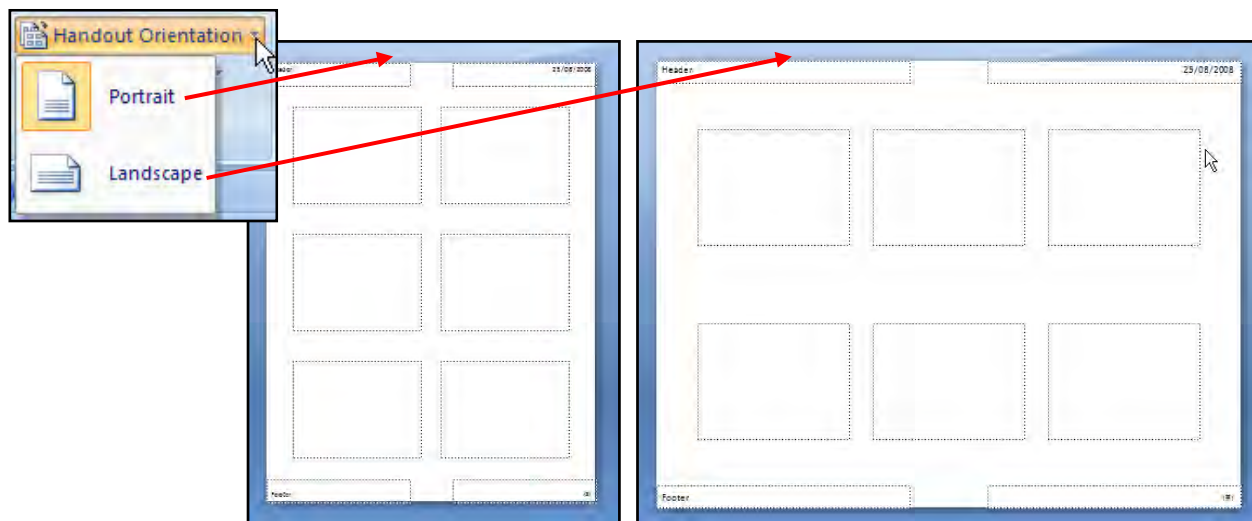 Handout Orientation
Portrait
Landscape
Header
25/08/2008
Footer
Header
25/08/2008
Footer